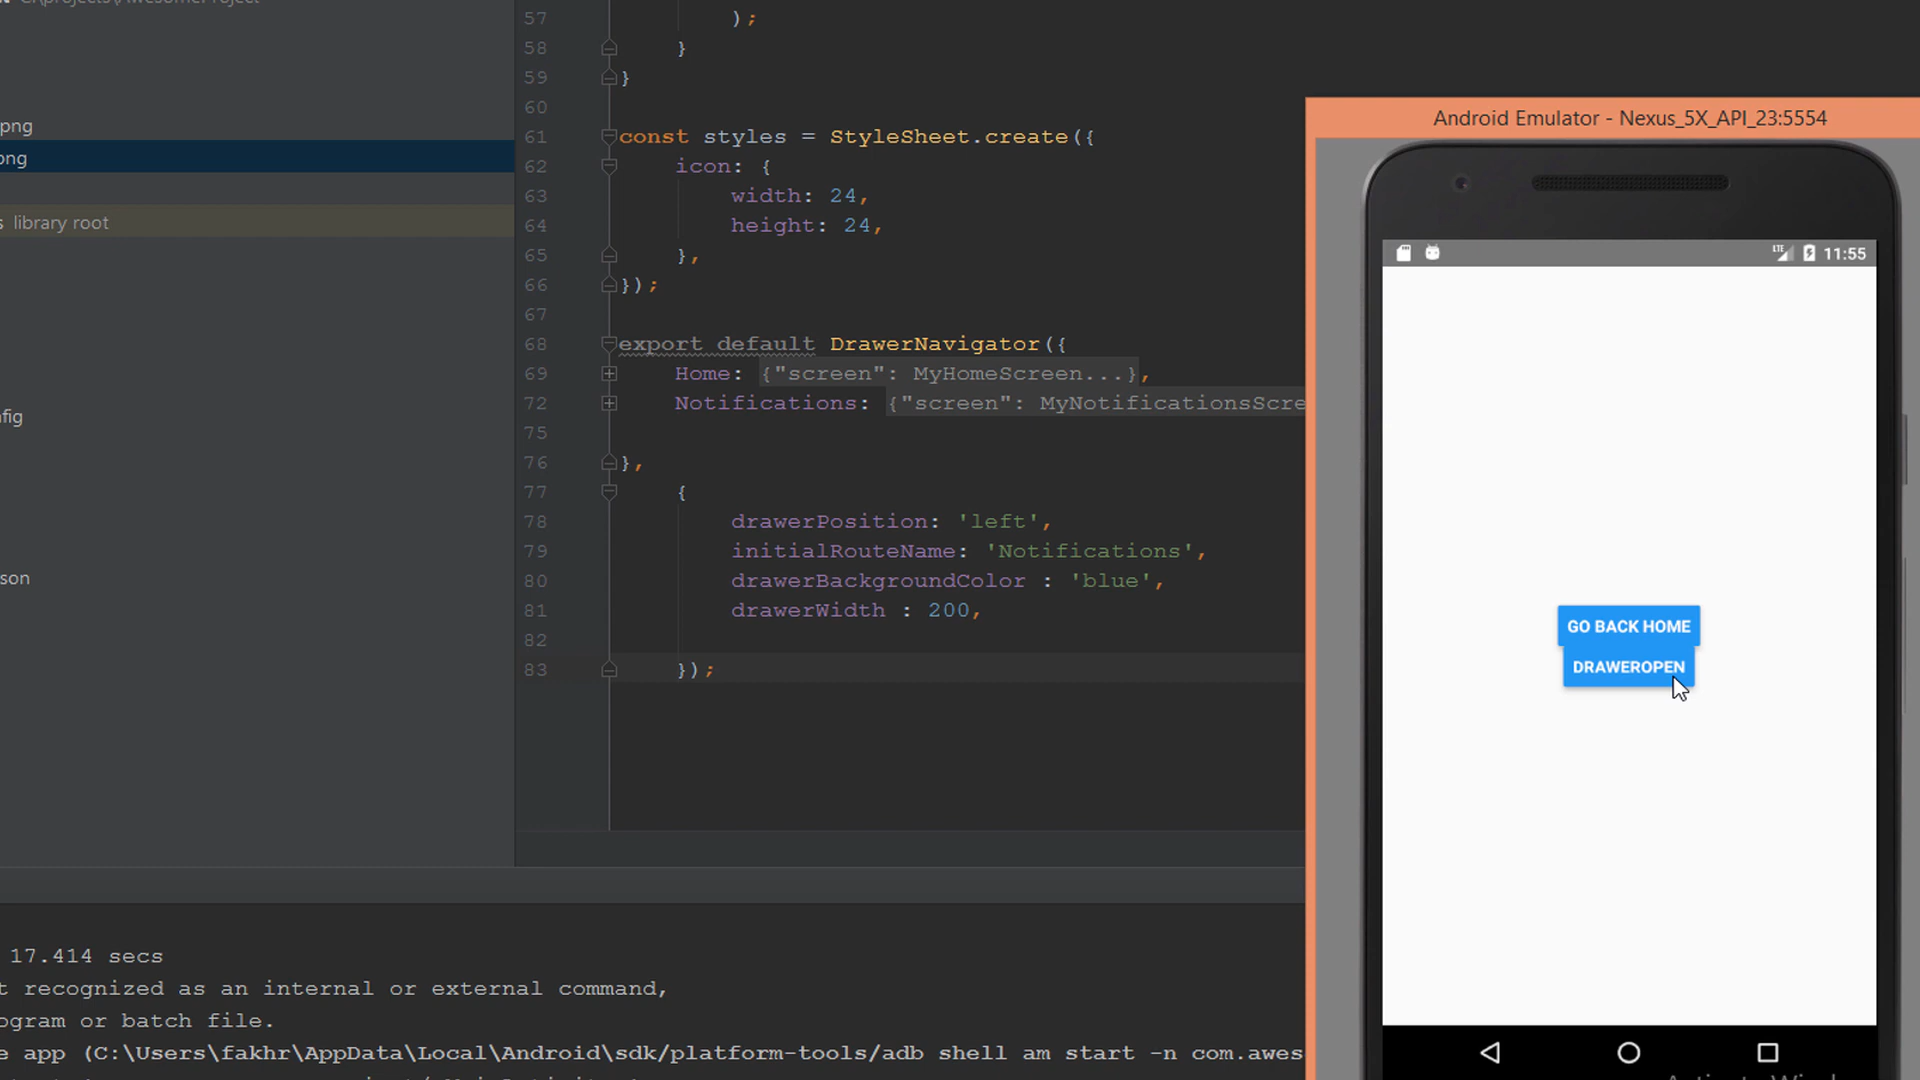 C:\projects\AwesomeProject
png
png
library root
fig
son
57 );
58 }
59 }
60
61 const styles = StyleSheet.create({
62 icon: {
63 width: 24,
64 height: 24,
65 },
66 });
67
68 export default DrawerNavigator({
69 Home: {"screen": MyHomeScreen...},
72 Notifications: {"screen": MyNotificationsScre
75
76 },
77 {
78 drawerPosition: 'left',
79 initialRouteName: 'Notifications',
80 drawerBackgroundColor : 'blue',
81 drawerWidth : 200,
82
83 });
17.414 secs
t recognized as an internal or external command,
ogram or batch file.
e app (C:\Users\fakhr\AppData\Local\Android\sdk/platform-tools/adb shell am start -n com.awes
Android Emulator - Nexus_5X_API_23:5554
LTE 11:55
GO BACK HOME
DRAWEROPEN